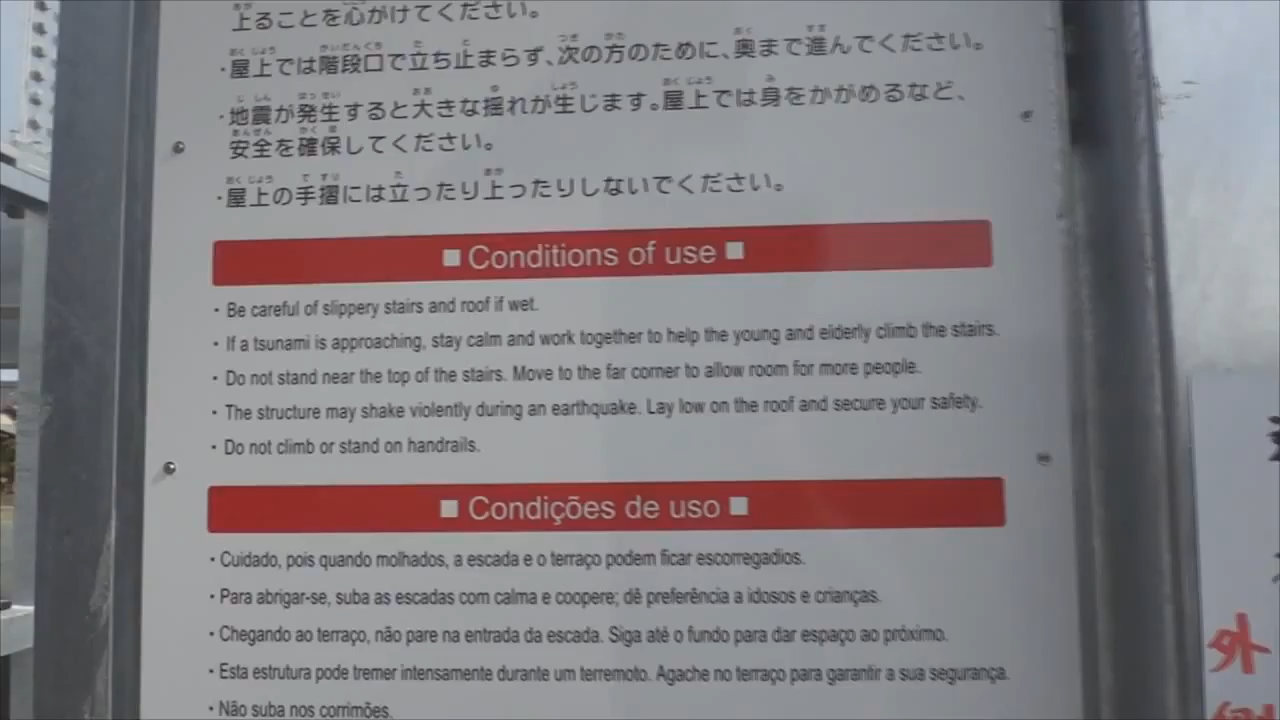 上ることを心がけてください。
・屋上では階段口で立ち止まらず、次の方のために、奥まで進んでください。
・地震が発生すると大きな揺れが生じます。屋上では身をかがめるなど、
安全を確保してください。
・屋上の手摺には立ったり上ったりしないでください。
■ Conditions of use ■
・Be careful of slippery stairs and roof if wet.
・If a tsunami is approaching, stay calm and work together to help the young and elderly climb the stairs.
・Do not stand near the top of the stairs. Move to the far corner to allow room for more people.
・The structure may shake violently during an earthquake. Lay low on the roof and secure your safety.
・Do not climb or stand on handrails.
■ Condições de uso ■
・Cuidado, pois quando molhados, a escada e o terraço podem ficar escorregadios.
・Para abrigar-se, suba as escadas com calma e coopere; dê preferência a idosos e crianças.
・Chegando ao terraço, não pare na entrada da escada. Siga até o fundo para dar espaço ao próximo.
・Esta estrutura pode tremer intensamente durante um terremoto. Agache no terraço para garantir a sua segurança.
・Não suba nos corrimões.
外